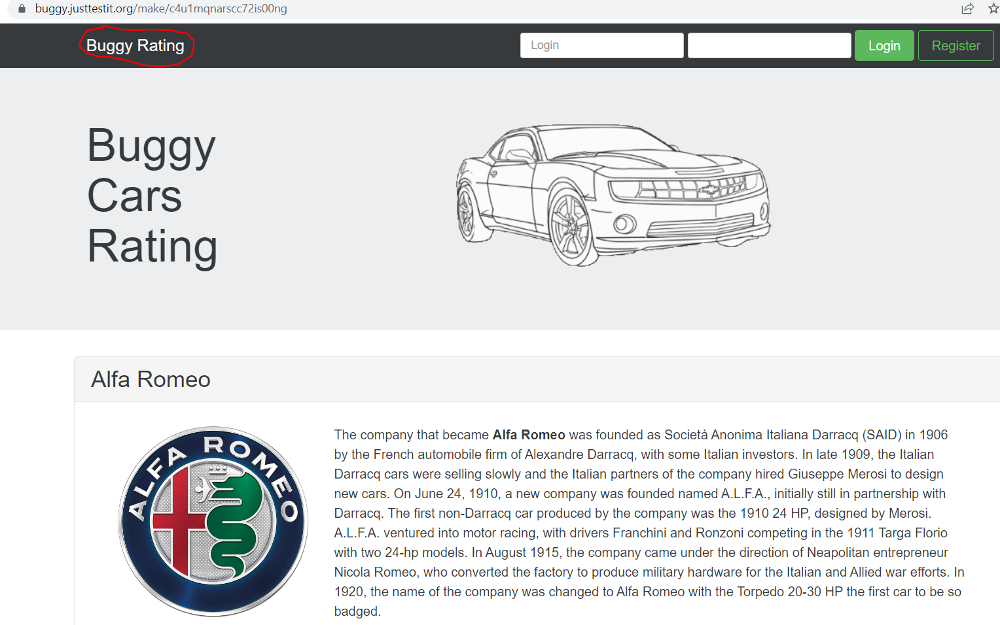 buggy.justtestit.org/make/c4u1mqnarscc72is00ng
Buggy Rating
Login
Login
Register
Buggy
Cars
Rating
Alfa Romeo
ALFA ROMEO
The company that became Alfa Romeo was founded as Società Anonima Italiana Darracq (SAID) in 1906
by the French automobile firm of Alexandre Darracq, with some Italian investors. In late 1909, the Italian
Darracq cars were selling slowly and the Italian partners of the company hired Giuseppe Merosi to design
new cars. On June 24, 1910, a new company was founded named A.L.F.A., initially still in partnership with
Darracq. The first non-Darracq car produced by the company was the 1910 24 HP, designed by Merosi.
A.L.F.A. ventured into motor racing, with drivers Franchini and Ronzoni competing in the 1911 Targa Florio
with two 24-hp models. In August 1915, the company came under the direction of Neapolitan entrepreneur
Nicola Romeo, who converted the factory to produce military hardware for the Italian and Allied war efforts. In
1920, the name of the company was changed to Alfa Romeo with the Torpedo 20-30 HP the first car to be so
badged.